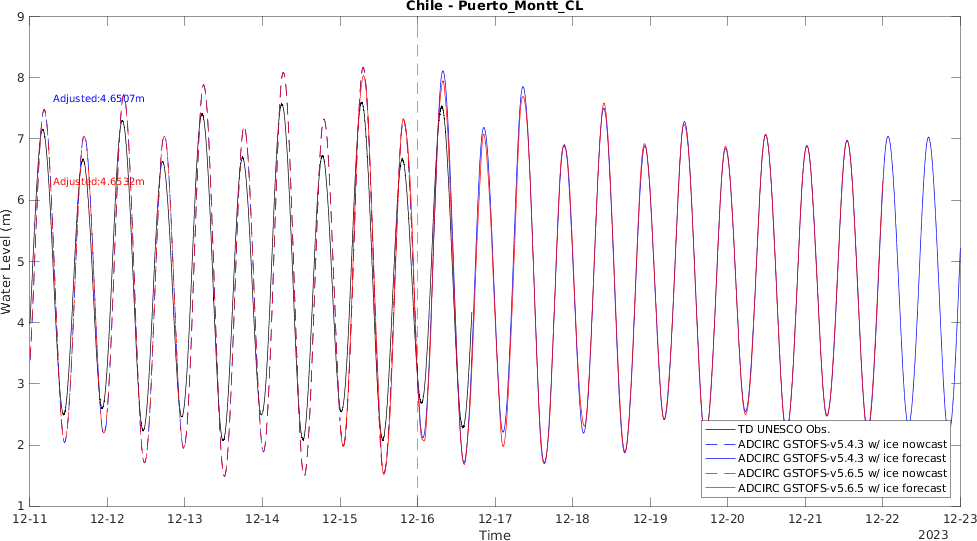 Chile - Puerto_Montt_CL
9
8
7
6
5
4
3
2
1
Water Level (m)
Adjusted:4.6507m
Adjusted:4.6532m
TD UNESCO Obs.
ADCIRC GSTOFS-v5.4.3 w/ ice nowcast
ADCIRC GSTOFS-v5.4.3 w/ ice forecast
ADCIRC GSTOFS-v5.6.5 w/ ice nowcast
ADCIRC GSTOFS-v5.6.5 w/ ice forecast
12-11 12-12 12-13 12-14 12-15 12-16 12-17 12-18 12-19 12-20 12-21 12-22 12-23
Time
2023